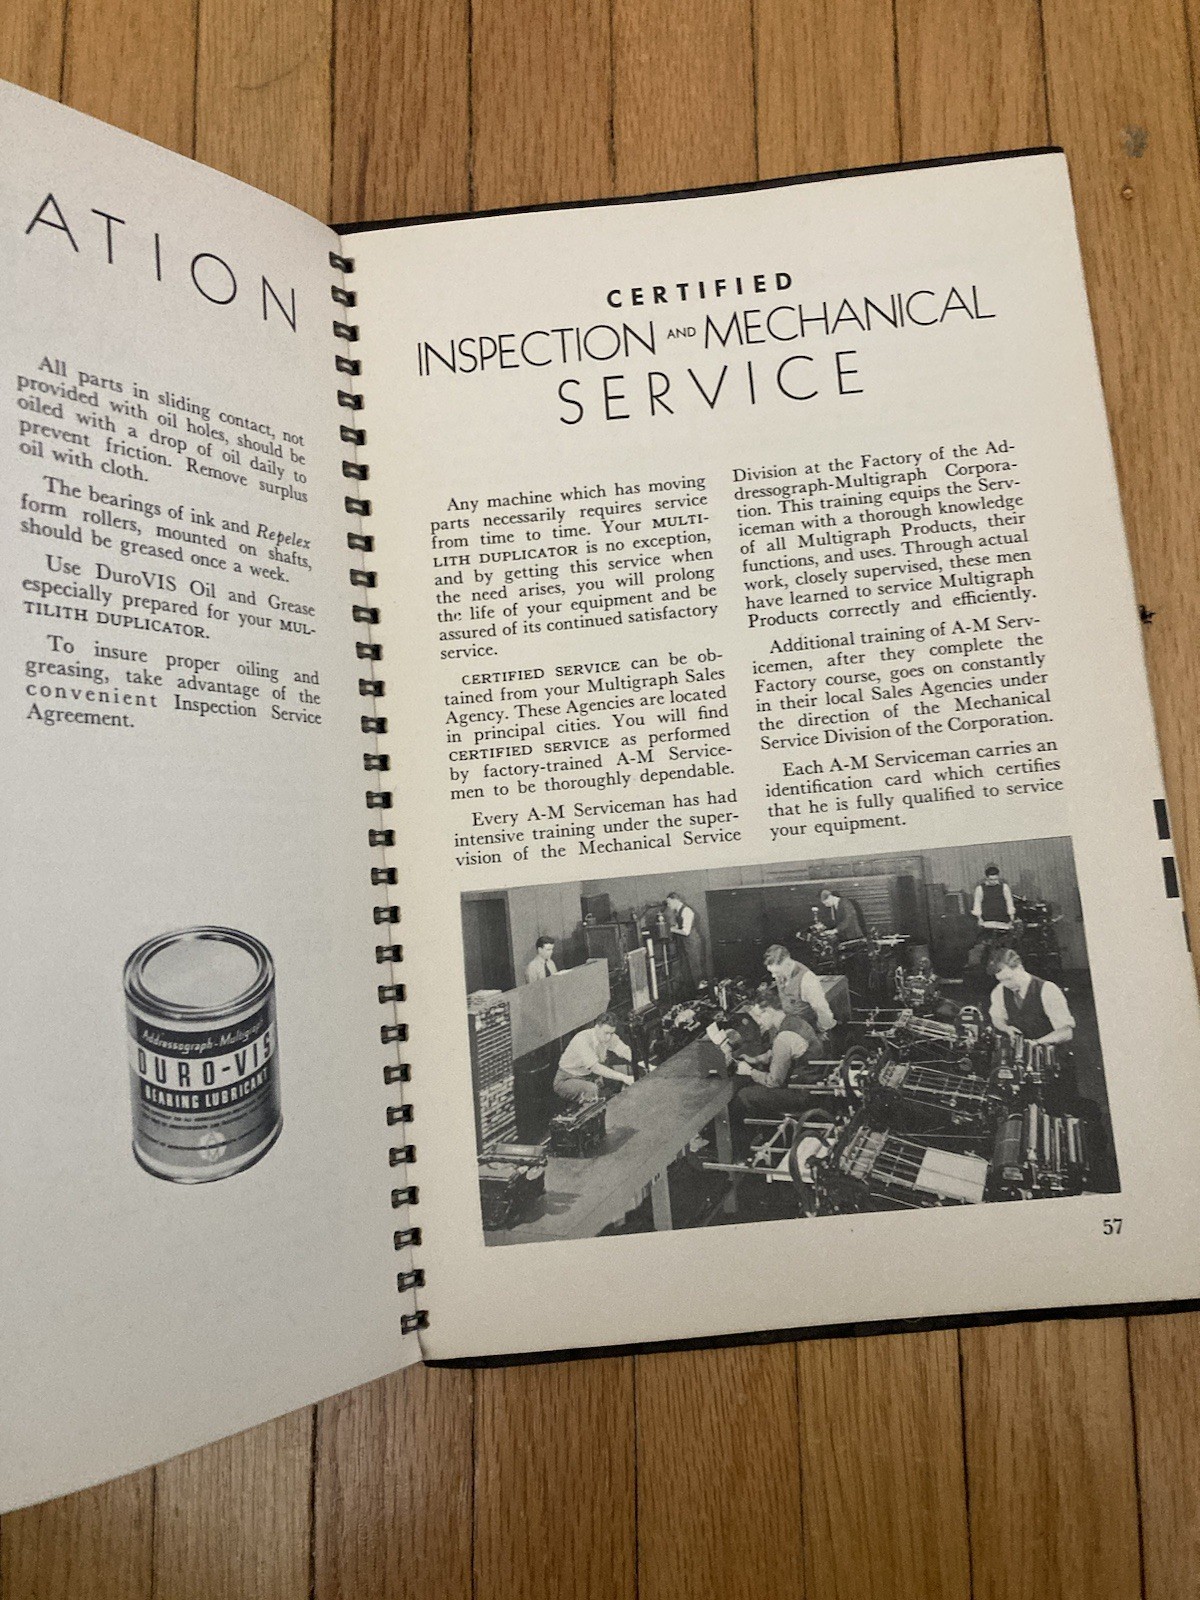 ATION
All parts in sliding contact, not
provided with oil holes, should be
oiled with a drop of oil daily to
prevent friction. Remove surplus
oil with cloth.
The bearings of ink and Repelex
form rollers, mounted on shafts,
should be greased once a week.
Use DuroVIS Oil and Grease
especially prepared for your MUL-
TILITH DUPLICATOR.
To insure proper oiling and
greasing, take advantage of the
convenient Inspection Service
Agreement.
Addressograph-Multigraph
DURO-VIS
BEARING LUBRICANT
CERTIFIED
INSPECTION AND MECHANICAL
SERVICE
Any machine which has moving
parts necessarily requires service
from time to time. Your MULTI-
LITH DUPLICATOR is no exception,
and by getting this service when
the need arises, you will prolong
the life of your equipment and be
assured of its continued satisfactory
service.
CERTIFIED SERVICE can be ob-
tained from your Multigraph Sales
Agency. These Agencies are located
in principal cities. You will find
CERTIFIED SERVICE as performed
by factory-trained A-M Service-
men to be thoroughly dependable.
Every A-M Serviceman has had
intensive training under the super-
vision of the Mechanical Service
Division at the Factory of the Ad-
dressograph-Multigraph Corpora-
tion. This training equips the Serv-
iceman with a thorough knowledge
of all Multigraph Products, their
functions, and uses. Through actual
work, closely supervised, these men
have learned to service Multigraph
Products correctly and efficiently.
Additional training of A-M Serv-
icemen, after they complete the
Factory course, goes on constantly
in their local Sales Agencies under
the direction of the Mechanical
Service Division of the Corporation.
Each A-M Serviceman carries an
identification card which certifies
that he is fully qualified to service
your equipment.
57